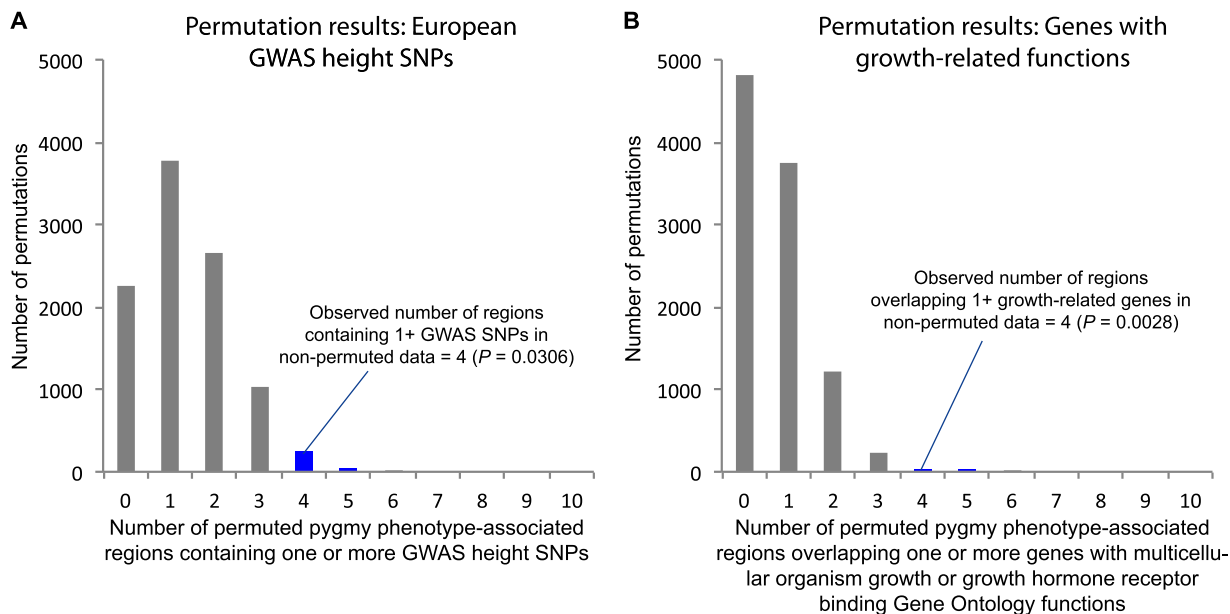 A
Permutation results: European
GWAS height SNPs
Number of permutations
5000
4000
3000
2000
1000
0
Observed number of regions
containing 1+ GWAS SNPs in
non-permuted data = 4 (P = 0.0306)
0 1 2 3 4 5 6 7 8 9 10
Number of permuted pygmy phenotype-associated
regions containing one or more GWAS height SNPs
B
Permutation results: Genes with
growth-related functions
Number of permutations
5000
4000
3000
2000
1000
0
Observed number of regions
overlapping 1+ growth-related genes in
non-permuted data = 4 (P = 0.0028)
0 1 2 3 4 5 6 7 8 9 10
Number of permuted pygmy phenotype-associated
regions overlapping one or more genes with multicellu-
lar organism growth or growth hormone receptor
binding Gene Ontology functions